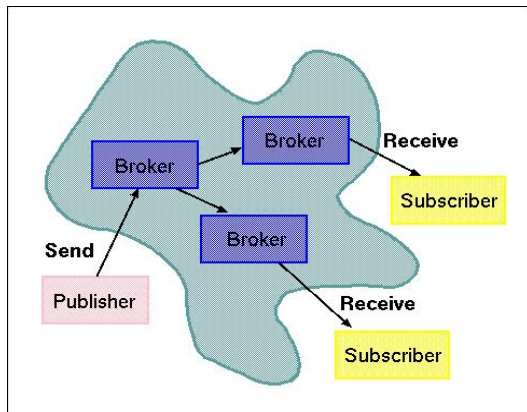 Broker
Receive
Broker
Subscriber
Broker
Send
Publisher
Receive
Subscriber